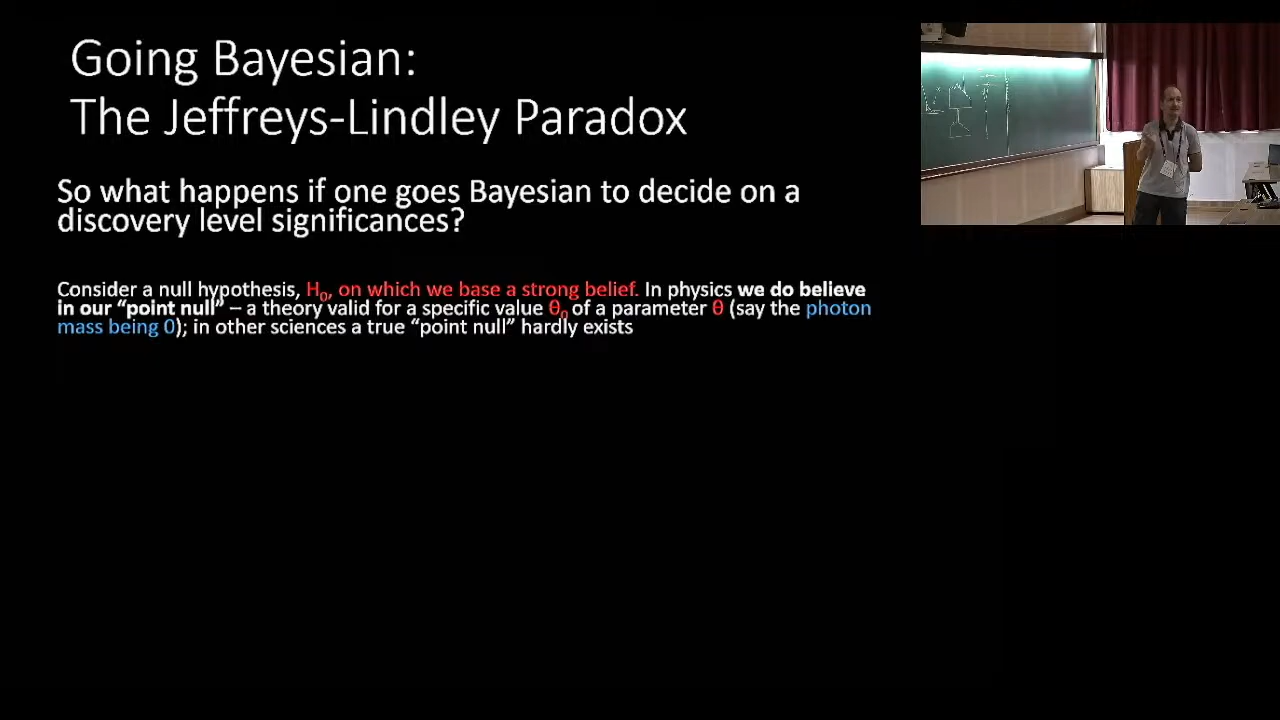 Going Bayesian:
The Jeffreys-Lindley Paradox
So what happens if one goes Bayesian to decide on a
discovery level significances?
Consider a null hypothesis, H₀, on which we base a strong belief. In physics we do believe
in our “point null” – a theory valid for a specific value θ₀ of a parameter θ (say the photon
mass being 0); in other sciences a true “point null” hardly exists